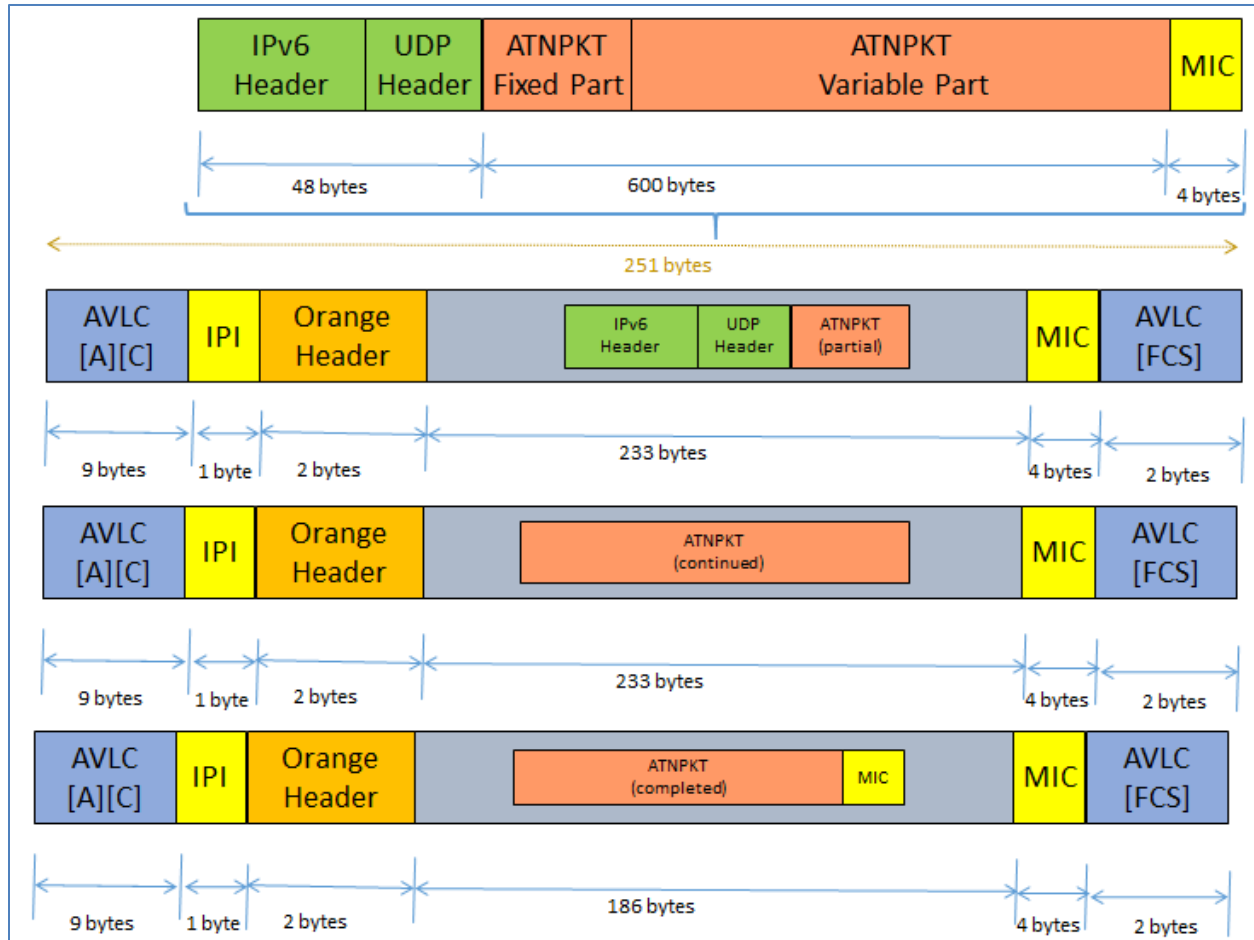 IPv6 Header
UDP Header
ATNPKT Fixed Part
ATNPKT Variable Part
MIC
48 bytes
600 bytes
4 bytes
251 bytes
AVLC [A][C]
IPI
Orange Header
IPv6 Header
UDP Header
ATNPKT (partial)
MIC
AVLC [FCS]
9 bytes
1 byte
2 bytes
233 bytes
4 bytes
2 bytes
AVLC [A][C]
IPI
Orange Header
ATNPKT (continued)
MIC
AVLC [FCS]
9 bytes
1 byte
2 bytes
233 bytes
4 bytes
2 bytes
AVLC [A][C]
IPI
Orange Header
ATNPKT (completed)
MIC
MIC
AVLC [FCS]
9 bytes
1 byte
2 bytes
186 bytes
4 bytes
2 bytes